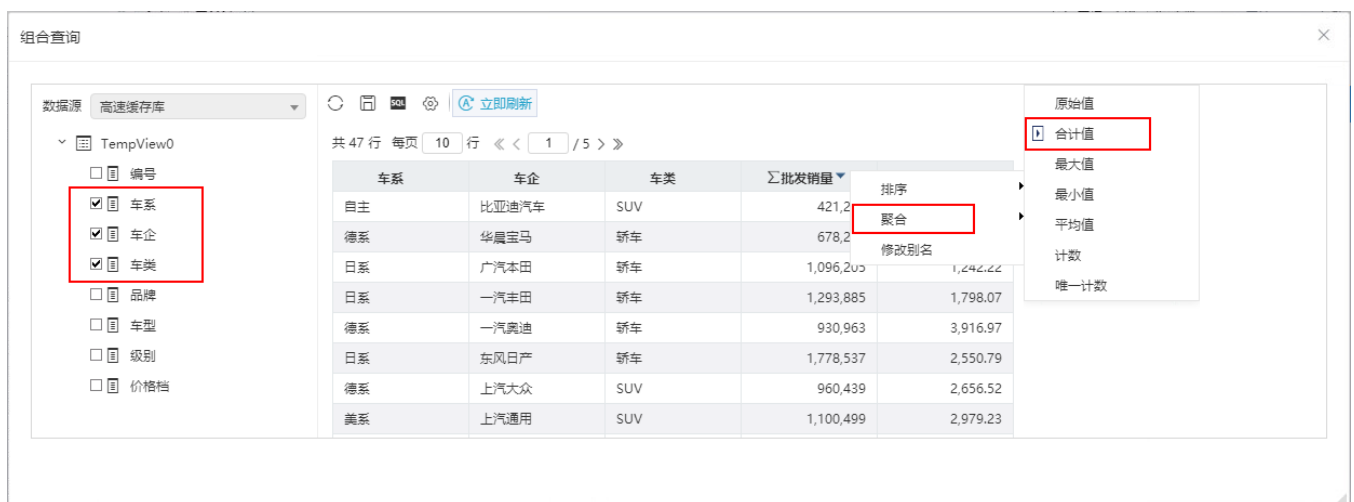 组合查询
数据源 高速缓存库
TempView0
编号
车系
车企
车类
品牌
车型
级别
价格档
SQL 立即刷新
共 47 行 每页 10 行 1 / 5
车系 车企 车类 ∑批发销量
自主 比亚迪汽车 SUV 421,2
德系 华晨宝马 轿车 678,2
日系 广汽本田 轿车 1,096,205 1,242.22
日系 一汽丰田 轿车 1,293,885 1,798.07
德系 一汽奥迪 轿车 930,963 3,916.97
日系 东风日产 轿车 1,778,537 2,550.79
德系 上汽大众 SUV 960,439 2,656.52
美系 上汽通用 SUV 1,100,499 2,979.23
排序
聚合
修改别名
原始值
合计值
最大值
最小值
平均值
计数
唯一计数